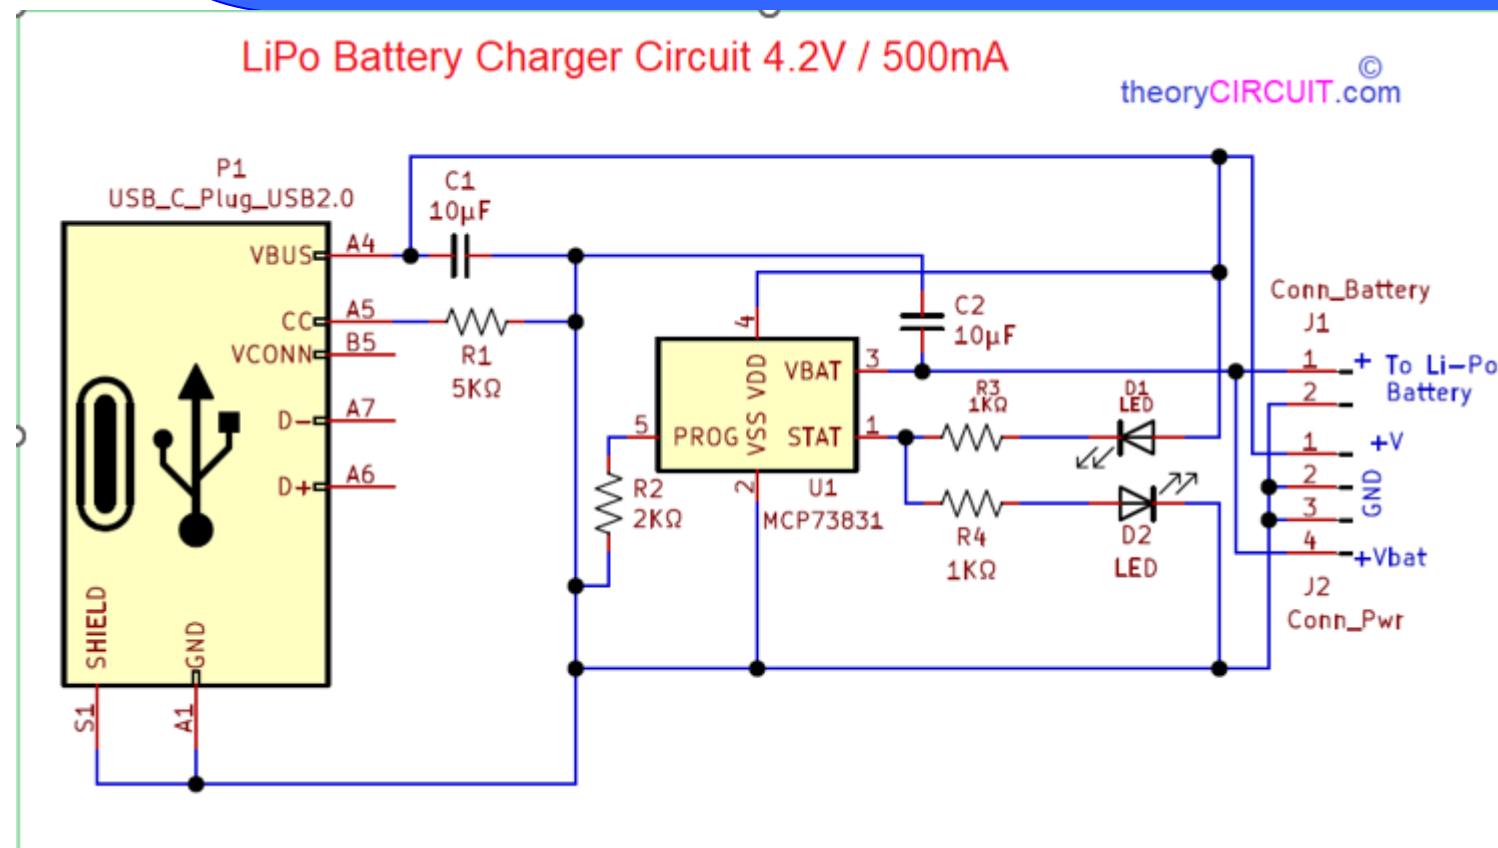 LiPo Battery Charger Circuit 4.2V / 500mA
©
theoryCIRCUIT.com
P1
USB_C_Plug_USB2.0
C1
10µF
VBUS
A4
CC
A5
VCONN
B5
R1
5KΩ
D-
A7
D+
A6
SHIELD
GND
S1
A1
4
VDD
VBAT
3
5
PROG
VSS
STAT
1
2
U1
MCP73831
R2
2KΩ
C2
10µF
R3
1KΩ
D1
LED
R4
1KΩ
D2
LED
Conn_Battery
J1
1
+ To Li-Po
Battery
2
1
+V
2
GND
3
4
+Vbat
J2
Conn_Pwr